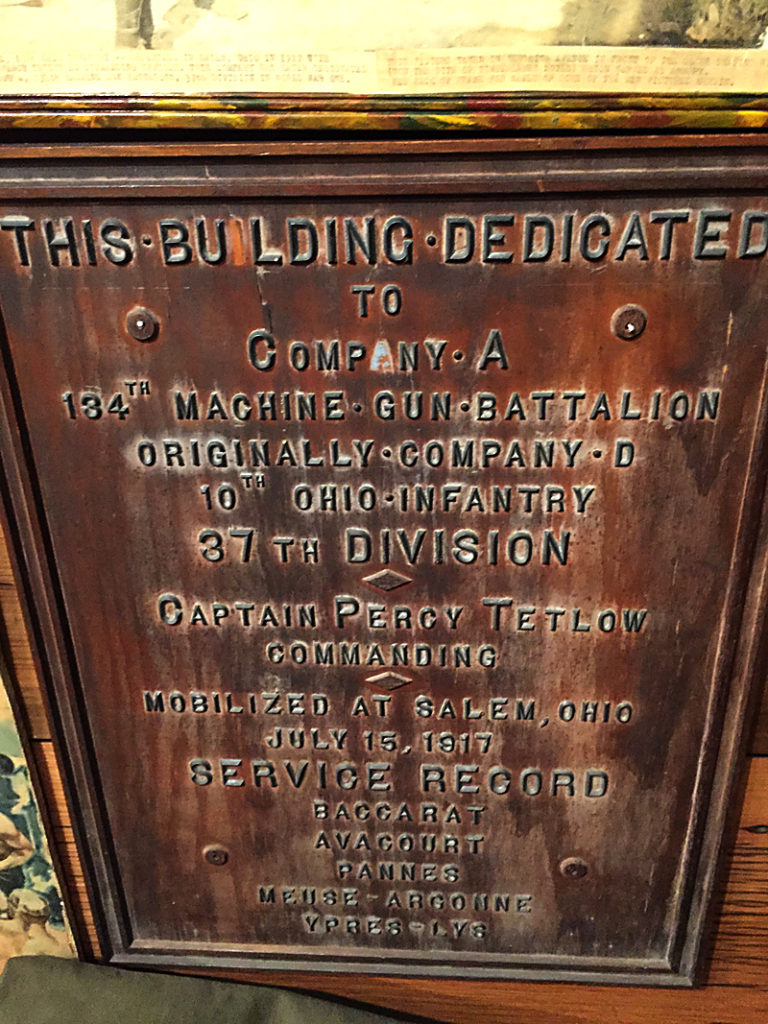 THIS·BUILDING·DEDICATED
TO
COMPANY·A
134TH MACHINE·GUN·BATTALION
ORIGINALLY·COMPANY·D
10TH OHIO·INFANTRY
37TH DIVISION
CAPTAIN PERCY TETLOW
COMMANDING
MOBILIZED AT SALEM, OHIO
JULY 15, 1917
SERVICE RECORD
BACCARAT
AVACOURT
PANNES
MEUSE-ARGONNE
YPRES-LYS